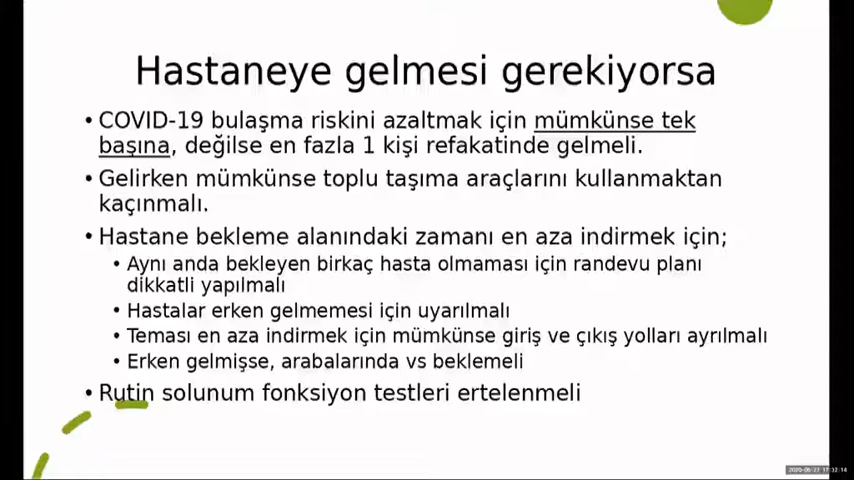 Hastaneye gelmesi gerekiyorsa
• COVID-19 bulaşma riskini azaltmak için mümkünse tek
başına, değilse en fazla 1 kişi refakatinde gelmeli.
• Gelirken mümkünse toplu taşıma araçlarını kullanmaktan
kaçınmalı.
• Hastane bekleme alanındaki zamanı en aza indirmek için;
• Aynı anda bekleyen birkaç hasta olmaması için randevu planı
dikkatli yapılmalı
• Hastalar erken gelmemesi için uyarılmalı
• Teması en aza indirmek için mümkünse giriş ve çıkış yolları ayrılmalı
• Erken gelmişse, arabalarında vs beklemeli
• Rutin solunum fonksiyon testleri ertelenmeli